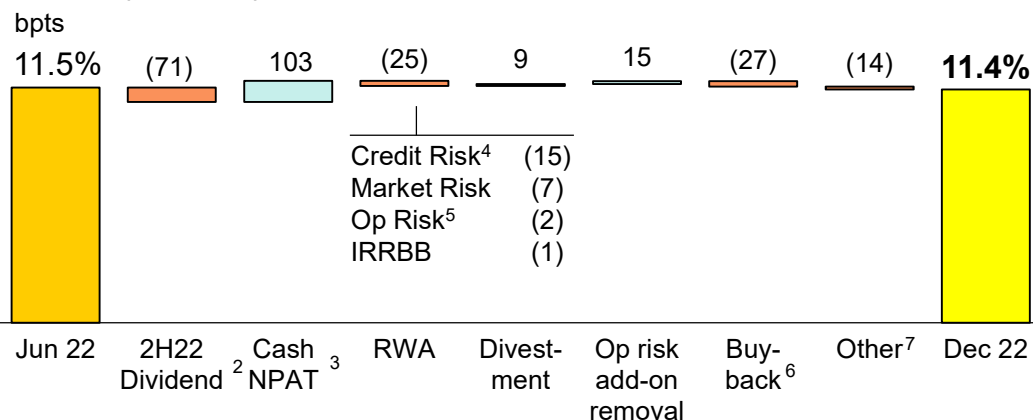 bpts
11.5% (71) 103 (25) 9 15 (27) (14) 11.4%
Credit Risk4 (15)
Market Risk (7)
Op Risk5 (2)
IRRBB (1)
Jun 22 2H22 Dividend 2 Cash NPAT 3 RWA Divest-ment Op risk add-on removal Buy-back 6 Other7 Dec 22